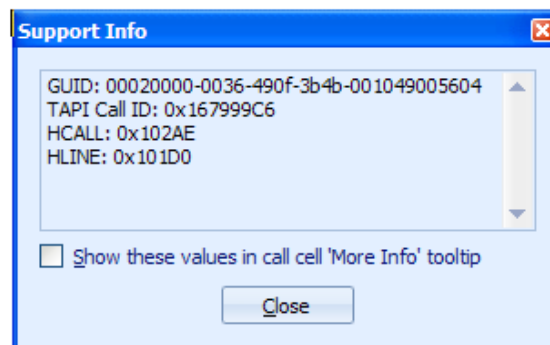 Support Info
GUID: 00020000-0036-490f-3b4b-001049005604
TAPI Call ID: 0x167999C6
HCALL: 0x102AE
HLINE: 0x101D0
Show these values in call cell 'More Info' tooltip
Close